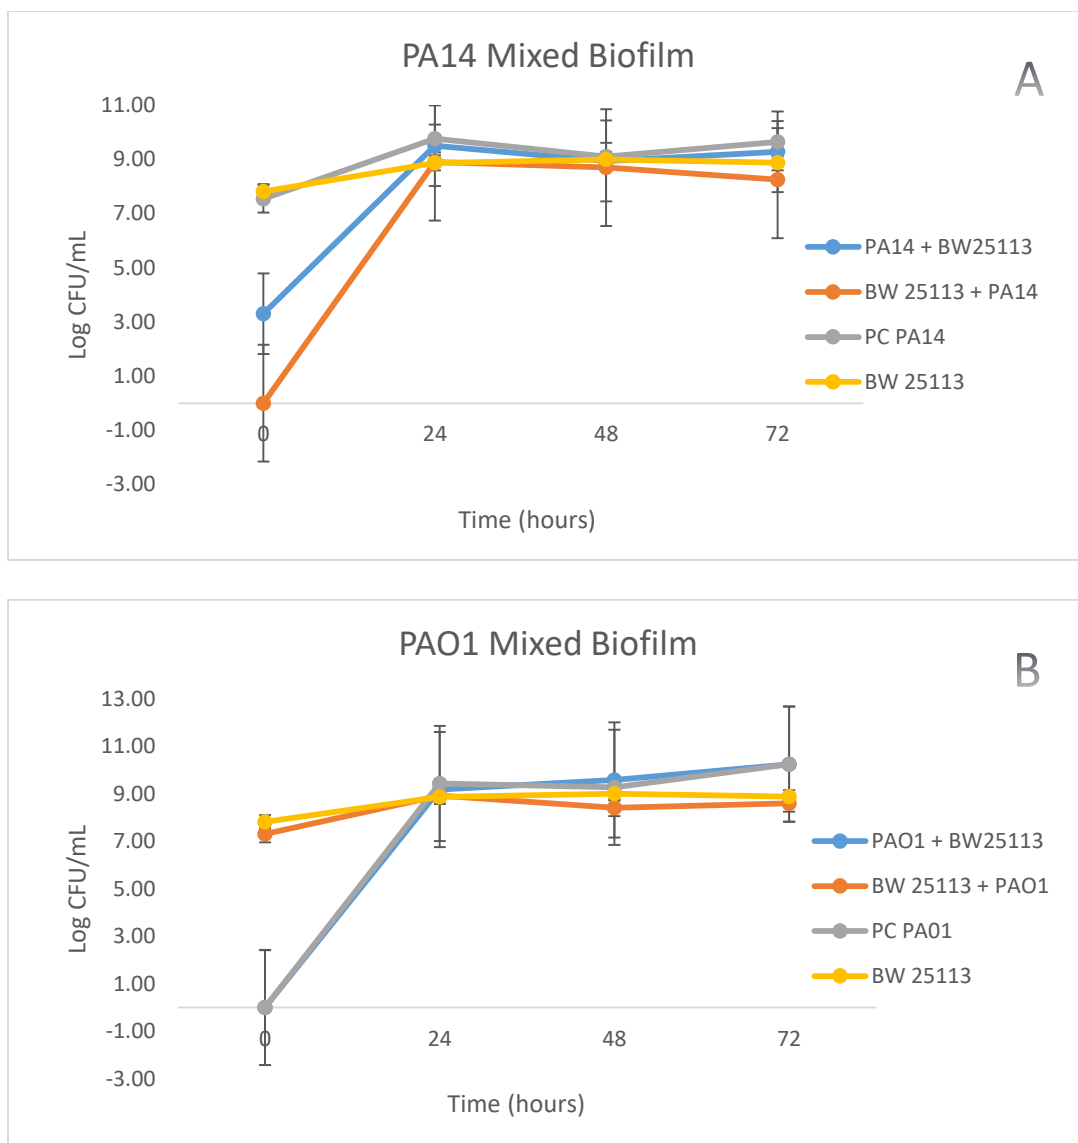 PA14 Mixed Biofilm
A
11.00
9.00
7.00
5.00
3.00
1.00
-1.00
-3.00
Log CFU/mL
0
24
48
72
Time (hours)
PA14 + BW25113
BW 25113 + PA14
PC PA14
BW 25113
PAO1 Mixed Biofilm
B
13.00
11.00
9.00
7.00
5.00
3.00
1.00
-1.00
-3.00
Log CFU/mL
0
24
48
72
Time (hours)
PAO1 + BW25113
BW 25113 + PAO1
PC PA01
BW 25113